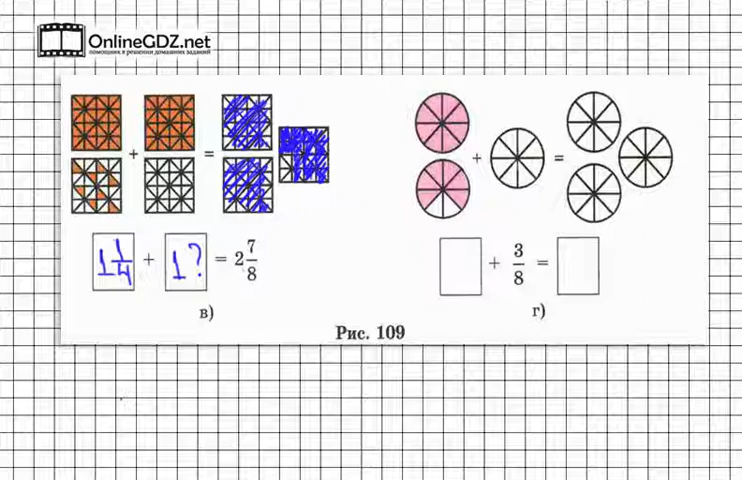 OnlineGDZ.net
помощник в решении домашних заданий
+ =
+ =
1 1/4 + 1? = 2 7/8
+ 3/8 =
в)
г)
Рис. 109